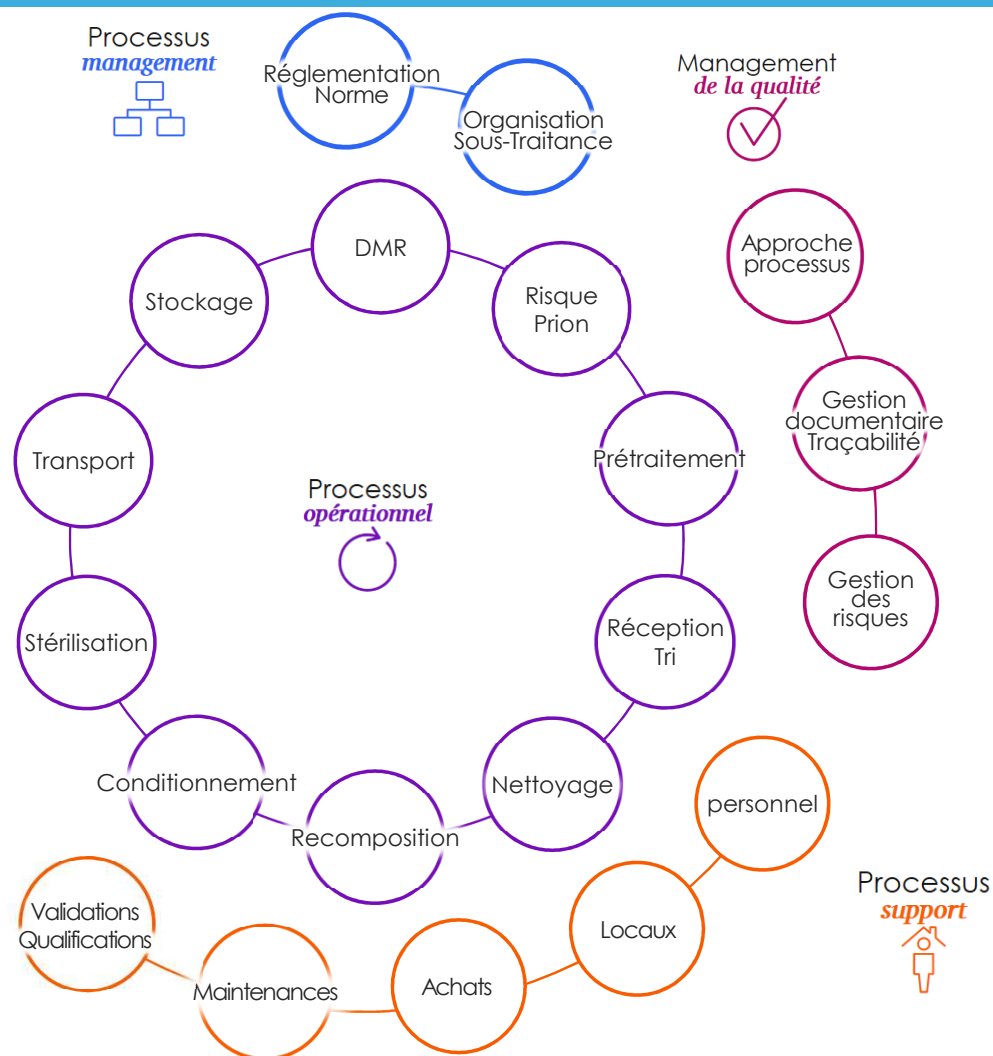 Processus
management
Réglementation
Norme
Organisation
Sous-Traitance
Management
de la qualité
DMR
Risque
Prion
Prétraitement
Réception
Tri
Nettoyage
Recomposition
Conditionnement
Stérilisation
Transport
Stockage
Processus
opérationnel
Approche
processus
Gestion
documentaire
Traçabilité
Gestion
des
risques
Validations
Qualifications
Maintenances
Achats
Locaux
personnel
Processus
support